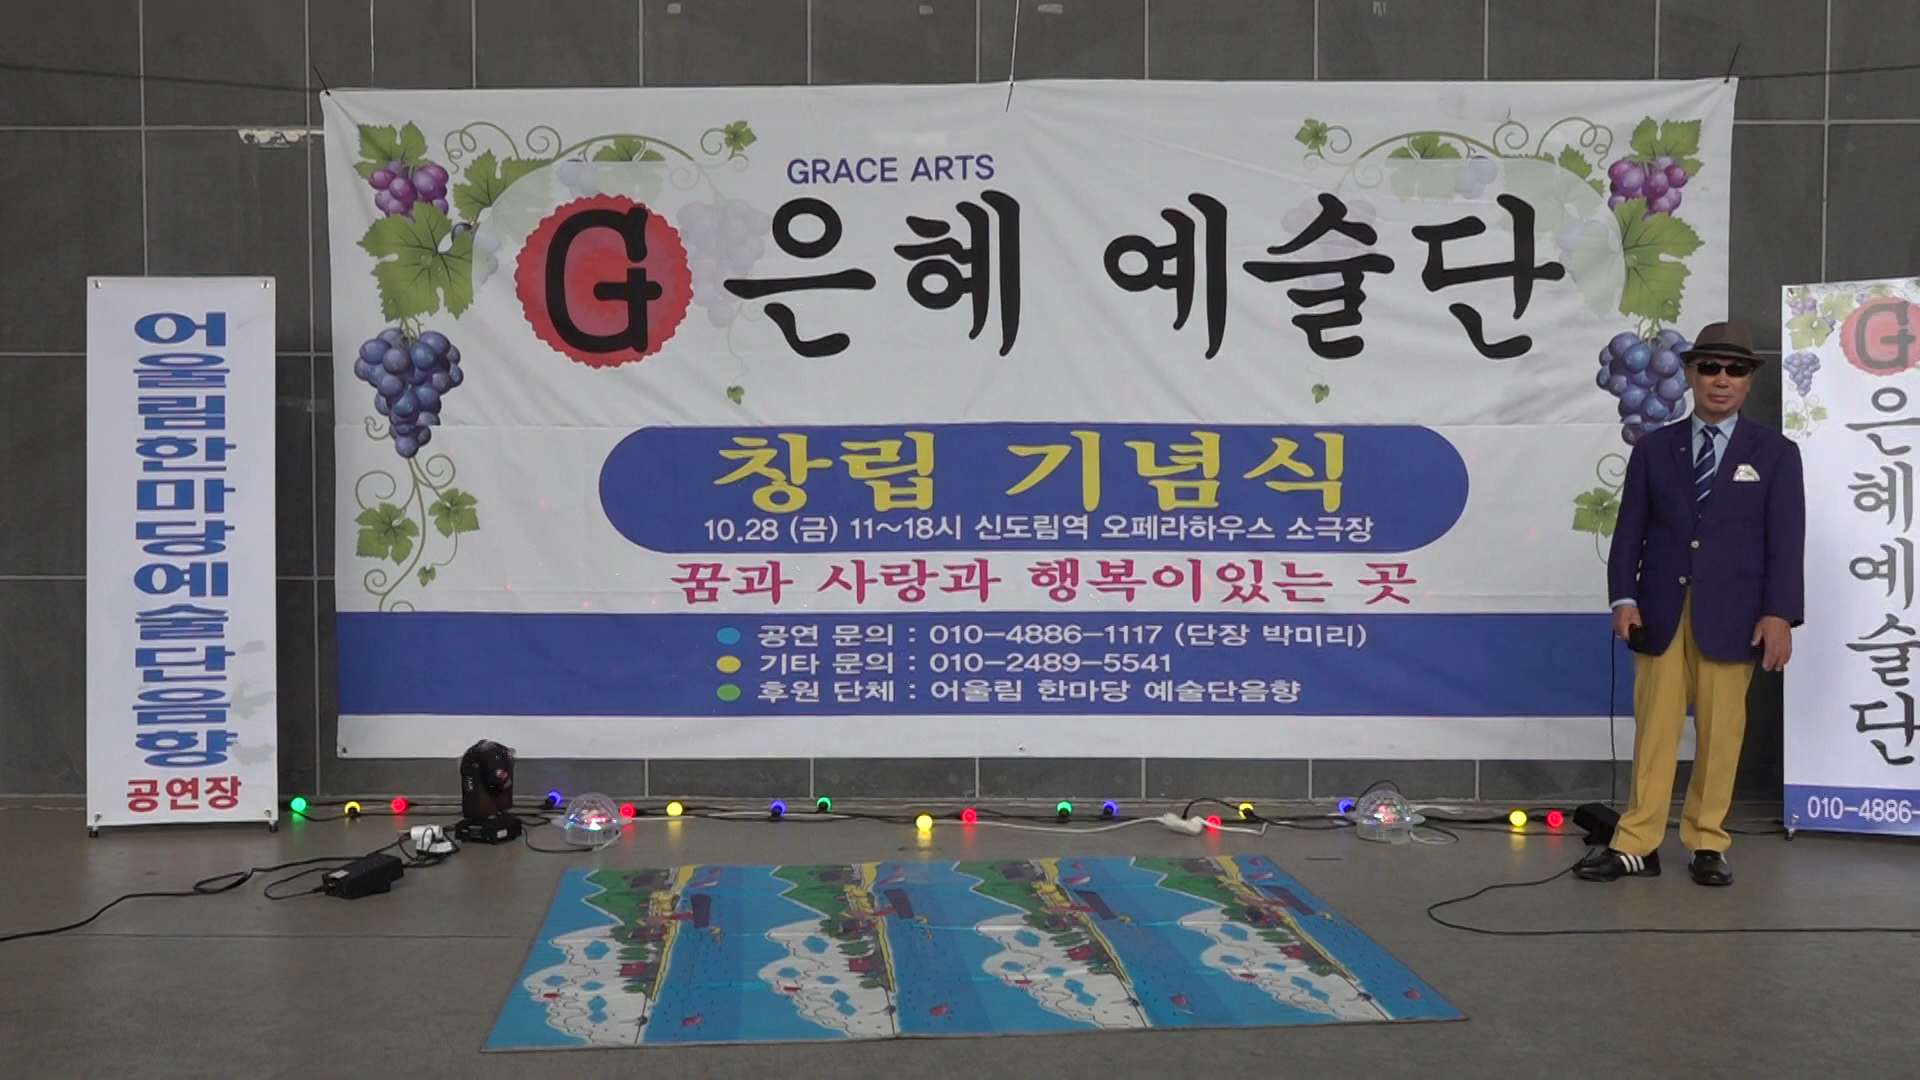 어울림한마당예술단음향
공연장
GRACE ARTS
G 은혜 예술단
창립 기념식
10.28 (금) 11~18시 신도림역 오페라하우스 소극장
꿈과 사랑과 행복이있는 곳
공연 문의 : 010-4886-1117 (단장 박미리)
기타 문의 : 010-2489-5541
후원 단체 : 어울림 한마당 예술단음향
G
은혜예술단
010-4886-